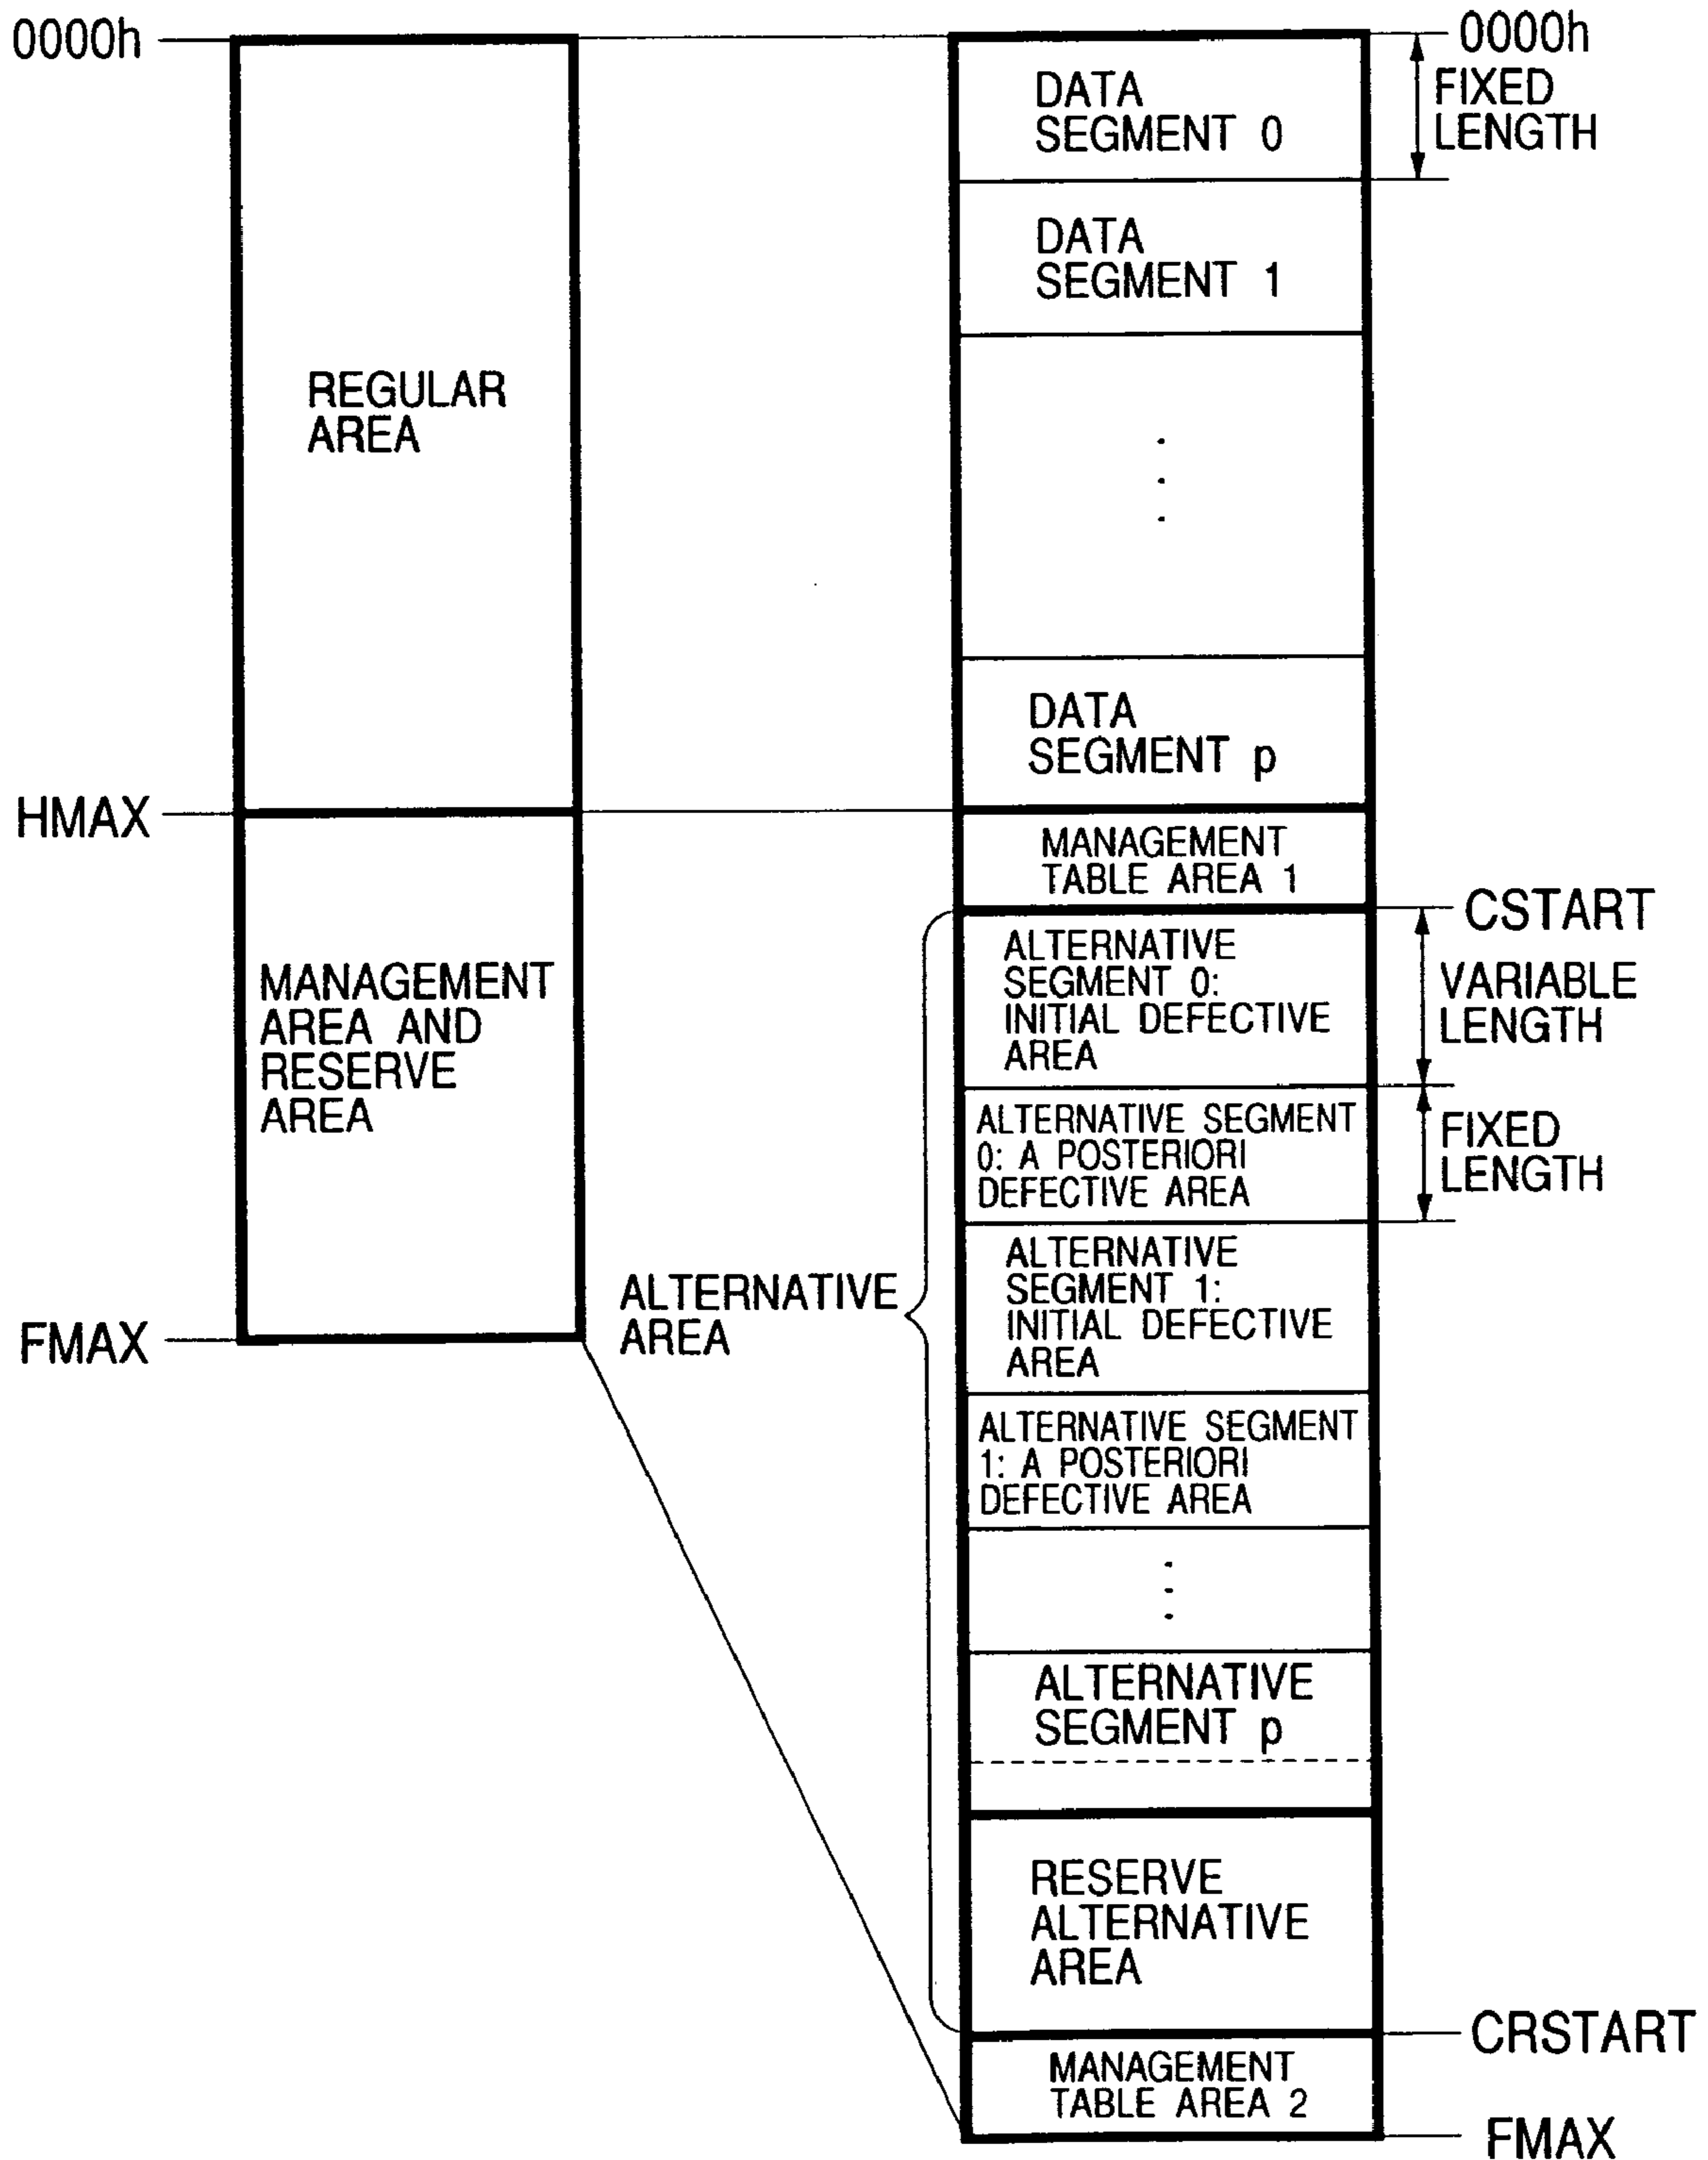 0000h
REGULAR
AREA
HMAX
MANAGEMENT
AREA AND
RESERVE
AREA
FMAX
0000h
DATA
SEGMENT 0
FIXED
LENGTH
DATA
SEGMENT 1
DATA
SEGMENT p
MANAGEMENT
TABLE AREA 1
CSTART
ALTERNATIVE
SEGMENT 0:
INITIAL DEFECTIVE
AREA
VARIABLE
LENGTH
ALTERNATIVE SEGMENT
0: A POSTERIORI
DEFECTIVE AREA
FIXED
LENGTH
ALTERNATIVE
AREA
ALTERNATIVE
SEGMENT 1:
INITIAL DEFECTIVE
AREA
ALTERNATIVE SEGMENT
1: A POSTERIORI
DEFECTIVE AREA
ALTERNATIVE
SEGMENT p
RESERVE
ALTERNATIVE
AREA
CRSTART
MANAGEMENT
TABLE AREA 2
FMAX